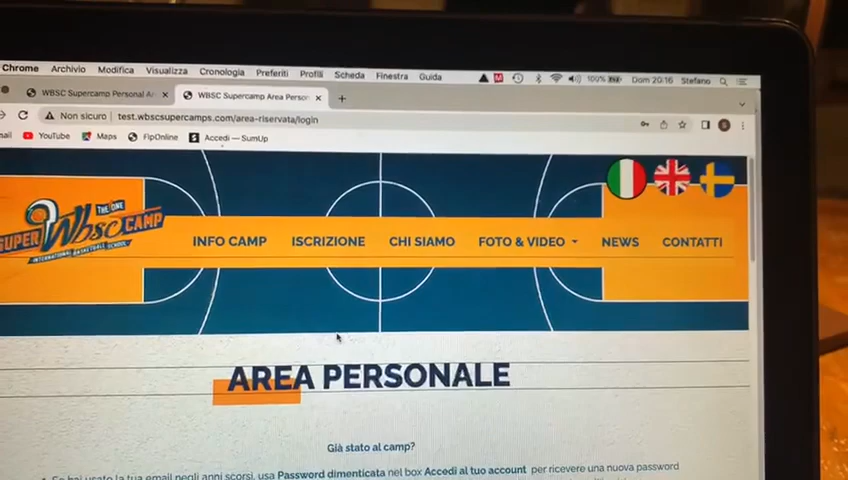 Chrome Archivio Modifica Visualizza Cronologia Preferiti Profili Scheda Finestra Guida 100% Dom 20:16 Stefano
WBSC Supercamp Personal Ar × WBSC Supercamp Area Person × +
Non sicuro | test.wbscsupercamps.com/area-riservata/login
mail YouTube Maps FipOnline Accedi — SumUp
THE ONE
SUPER Wbsc CAMP
INTERNATIONAL BASKETBALL SCHOOL
INFO CAMP ISCRIZIONE CHI SIAMO FOTO & VIDEO NEWS CONTATTI
AREA PERSONALE
Già stato al camp?
Se hai usato la tua email negli anni scorsi, usa Password dimenticata nel box Accedi al tuo account per ricevere una nuova password